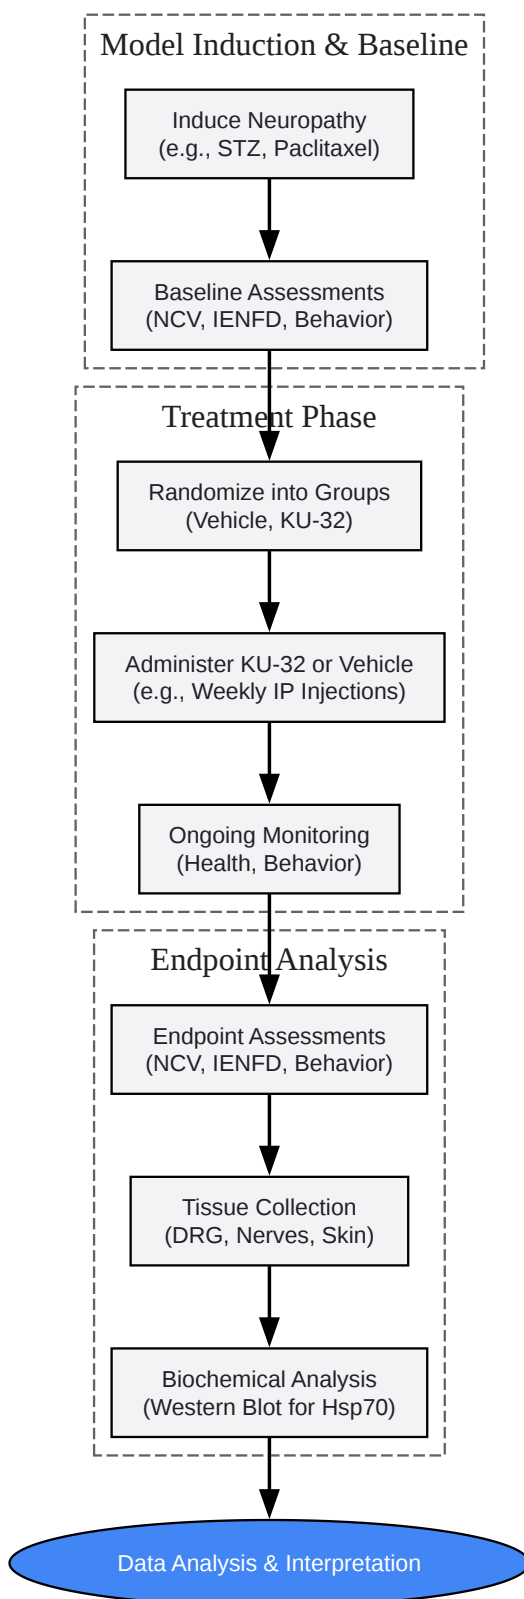 Model Induction & Baseline
Induce Neuropathy
(e.g., STZ, Paclitaxel)
Baseline Assessments
(NCV, IENFD, Behavior)
Treatment Phase
Randomize into Groups
(Vehicle, KU-32)
Administer KU-32 or Vehicle
(e.g., Weekly IP Injections)
Ongoing Monitoring
(Health, Behavior)
Endpoint Analysis
Endpoint Assessments
(NCV, IENFD, Behavior)
Tissue Collection
(DRG, Nerves, Skin)
Biochemical Analysis
(Western Blot for Hsp70)
Data Analysis & Interpretation